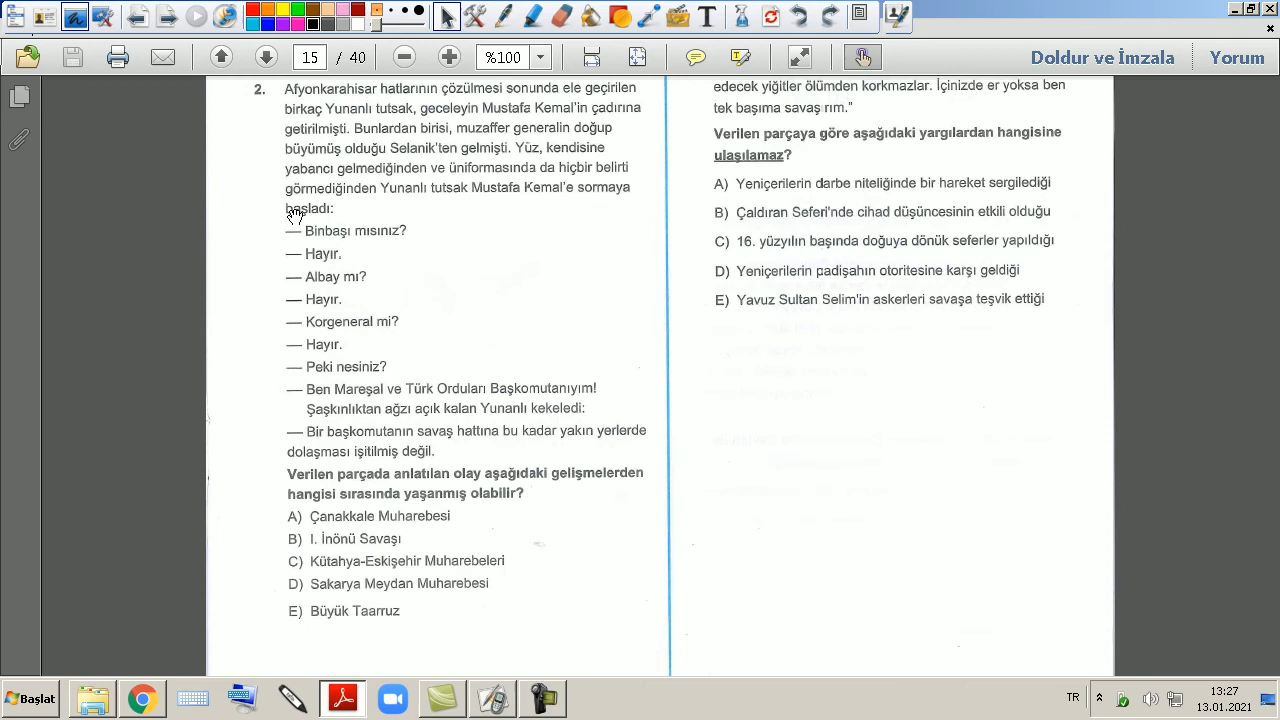 15 / 40
%100
Doldur ve İmzala
Yorum
2. Afyonkarahisar hatlarının çözülmesi sonunda ele geçirilen
birkaç Yunanlı tutsak, geceleyin Mustafa Kemal'in çadırına
getirilmişti. Bunlardan birisi, muzaffer generalin doğup
büyümüş olduğu Selanik'ten gelmişti. Yüz, kendisine
yabancı gelmediğinden ve üniformasında da hiçbir belirti
görmediğinden Yunanlı tutsak Mustafa Kemal'e sormaya
başladı:
— Binbaşı mısınız?
— Hayır.
— Albay mı?
— Hayır.
— Korgeneral mi?
— Hayır.
— Peki nesiniz?
— Ben Mareşal ve Türk Orduları Başkomutanıyım!
Şaşkınlıktan ağzı açık kalan Yunanlı kekeledi:
— Bir başkomutanın savaş hattına bu kadar yakın yerlerde
dolaşması işitilmiş değil.
Verilen parçada anlatılan olay aşağıdaki gelişmelerden
hangisi sırasında yaşanmış olabilir?
A) Çanakkale Muharebesi
B) I. İnönü Savaşı
C) Kütahya-Eskişehir Muharebeleri
D) Sakarya Meydan Muharebesi
E) Büyük Taarruz
edecek yiğitler ölümden korkmazlar. İçinizde er yoksa ben
tek başıma savaş rım."
Verilen parçaya göre aşağıdaki yargılardan hangisine
ulaşılamaz?
A) Yeniçerilerin darbe niteliğinde bir hareket sergilediği
B) Çaldıran Seferi'nde cihad düşüncesinin etkili olduğu
C) 16. yüzyılın başında doğuya dönük seferler yapıldığı
D) Yeniçerilerin padişahın otoritesine karşı geldiği
E) Yavuz Sultan Selim'in askerleri savaşa teşvik ettiği
Başlat
TR
13:27
13.01.2021